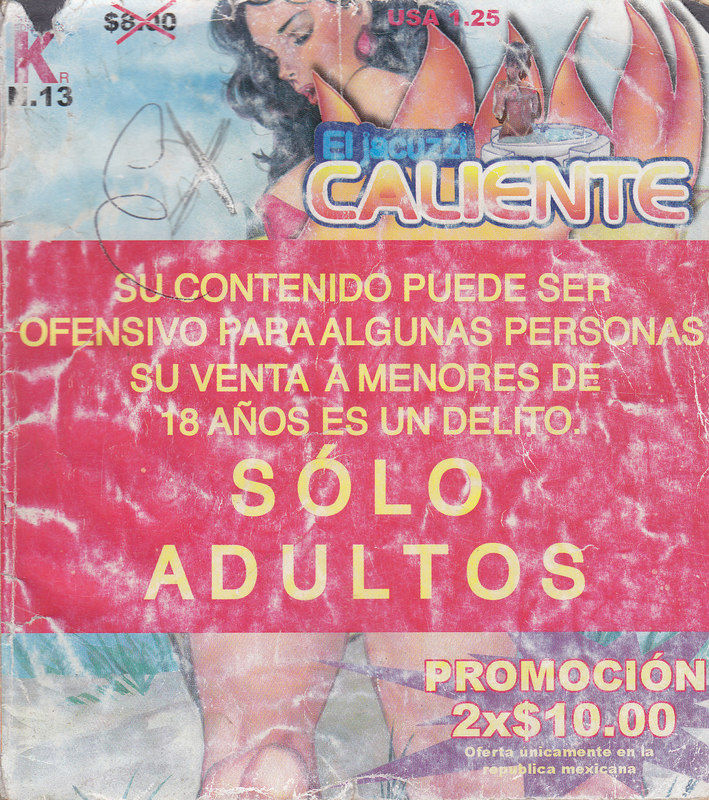 $8.00
USA 1.25
K R
N.13
El jacuzzi
CALIENTE
SU CONTENIDO PUEDE SER
OFENSIVO PARA ALGUNAS PERSONAS
SU VENTA A MENORES DE
18 AÑOS ES UN DELITO.
SÓLO
ADULTOS
PROMOCIÓN
2x$10.00
Oferta únicamente en la
republica mexicana